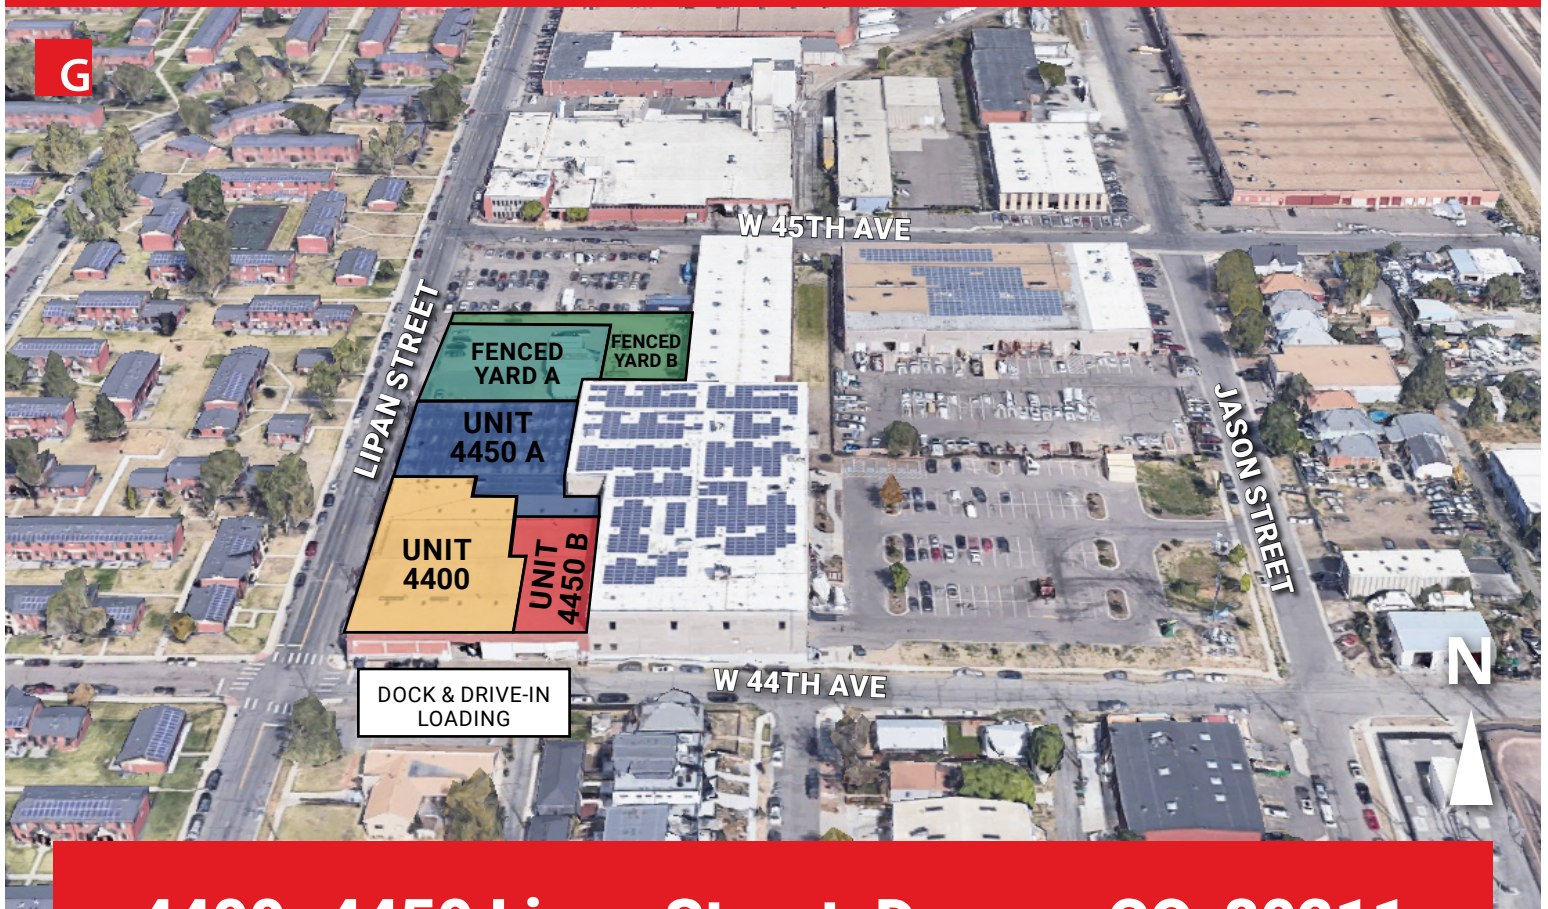 G
W 45TH AVE
LIPAN STREET
FENCED
YARD A
FENCED
YARD B
UNIT
4450 A
JASON STREET
UNIT
4400
UNIT
4450 B
DOCK & DRIVE-IN
LOADING
W 44TH AVE
N